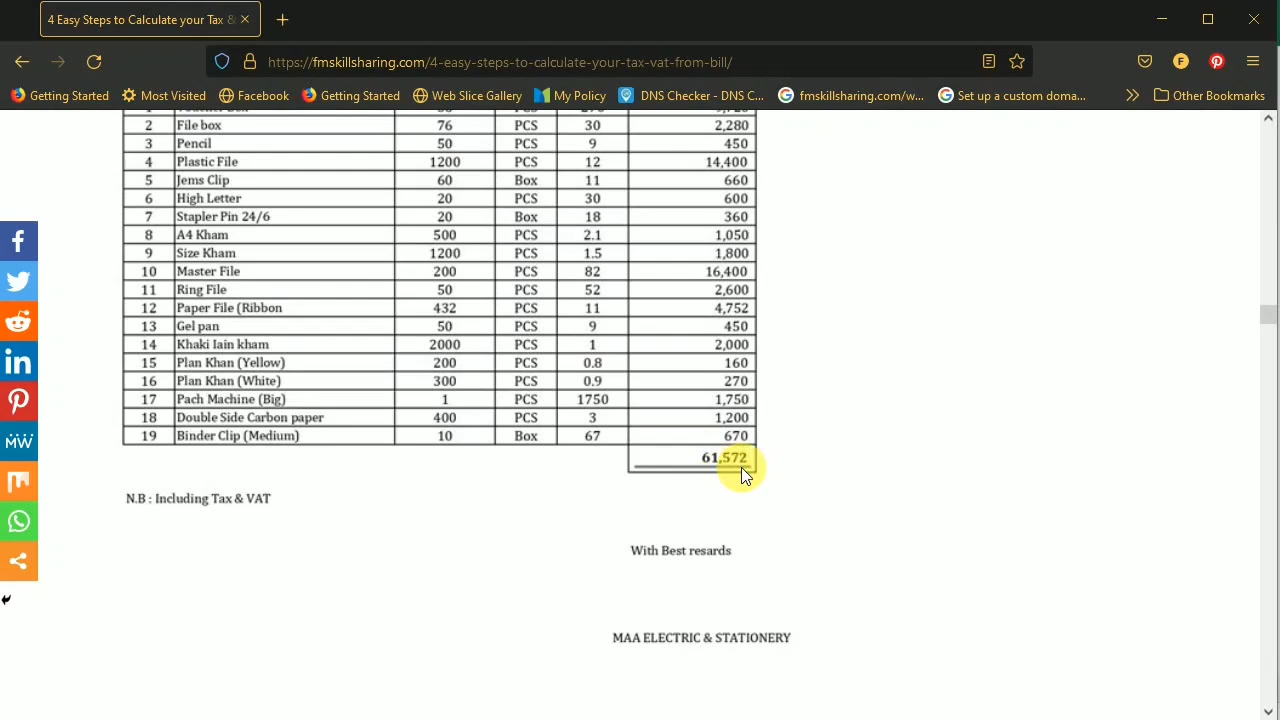 4 Easy Steps to Calculate your Tax &
https://fmskillsharing.com/4-easy-steps-to-calculate-your-tax-vat-from-bill/
Getting Started Most Visited Facebook Getting Started Web Slice Gallery My Policy DNS Checker - DNS C... fmskillsharing.com/w... Set up a custom doma... Other Bookmarks
2 File box 76 PCS 30 2,280
3 Pencil 50 PCS 9 450
4 Plastic File 1200 PCS 12 14,400
5 Jems Clip 60 Box 11 660
6 High Letter 20 PCS 30 600
7 Stapler Pin 24/6 20 Box 18 360
8 A4 Kham 500 PCS 2.1 1,050
9 Size Kham 1200 PCS 1.5 1,800
10 Master File 200 PCS 82 16,400
11 Ring File 50 PCS 52 2,600
12 Paper File (Ribbon 432 PCS 11 4,752
13 Gel pan 50 PCS 9 450
14 Khaki Iain kham 2000 PCS 1 2,000
15 Plan Khan (Yellow) 200 PCS 0.8 160
16 Plan Khan (White) 300 PCS 0.9 270
17 Pach Machine (Big) 1 PCS 1750 1,750
18 Double Side Carbon paper 400 PCS 3 1,200
19 Binder Clip (Medium) 10 Box 67 670
61,572
N.B : Including Tax & VAT
With Best resards
MAA ELECTRIC & STATIONERY